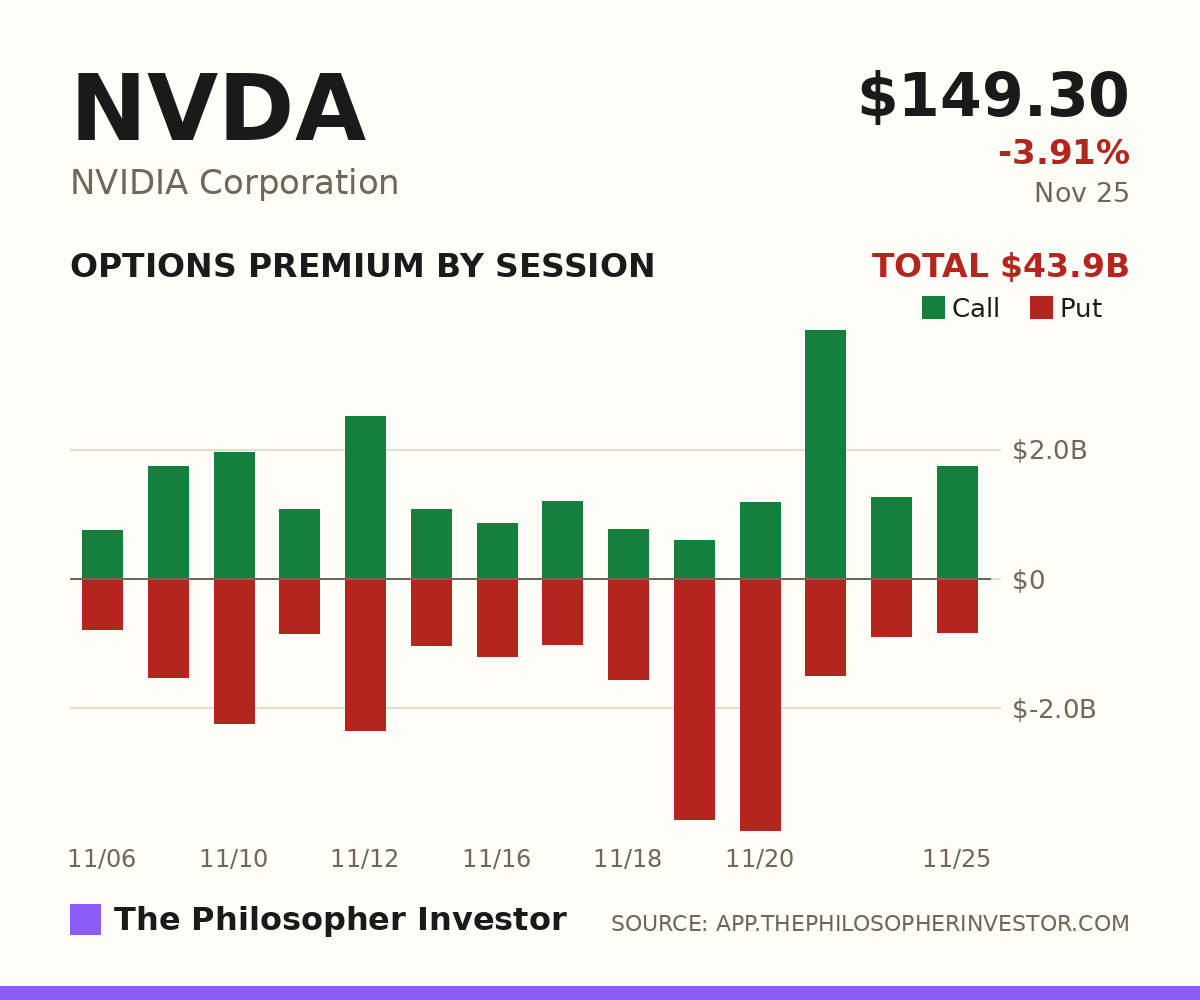 NVDA
$149.30
NVIDIA Corporation
-3.91%
Nov 25
OPTIONS PREMIUM BY SESSION
TOTAL $43.9B
Call
Put
$2.0B
$0
$-2.0B
11/06
11/10
11/12
11/16
11/18
11/20
11/25
The Philosopher Investor
SOURCE: APP.THEPHILOSOPHERINVESTOR.COM